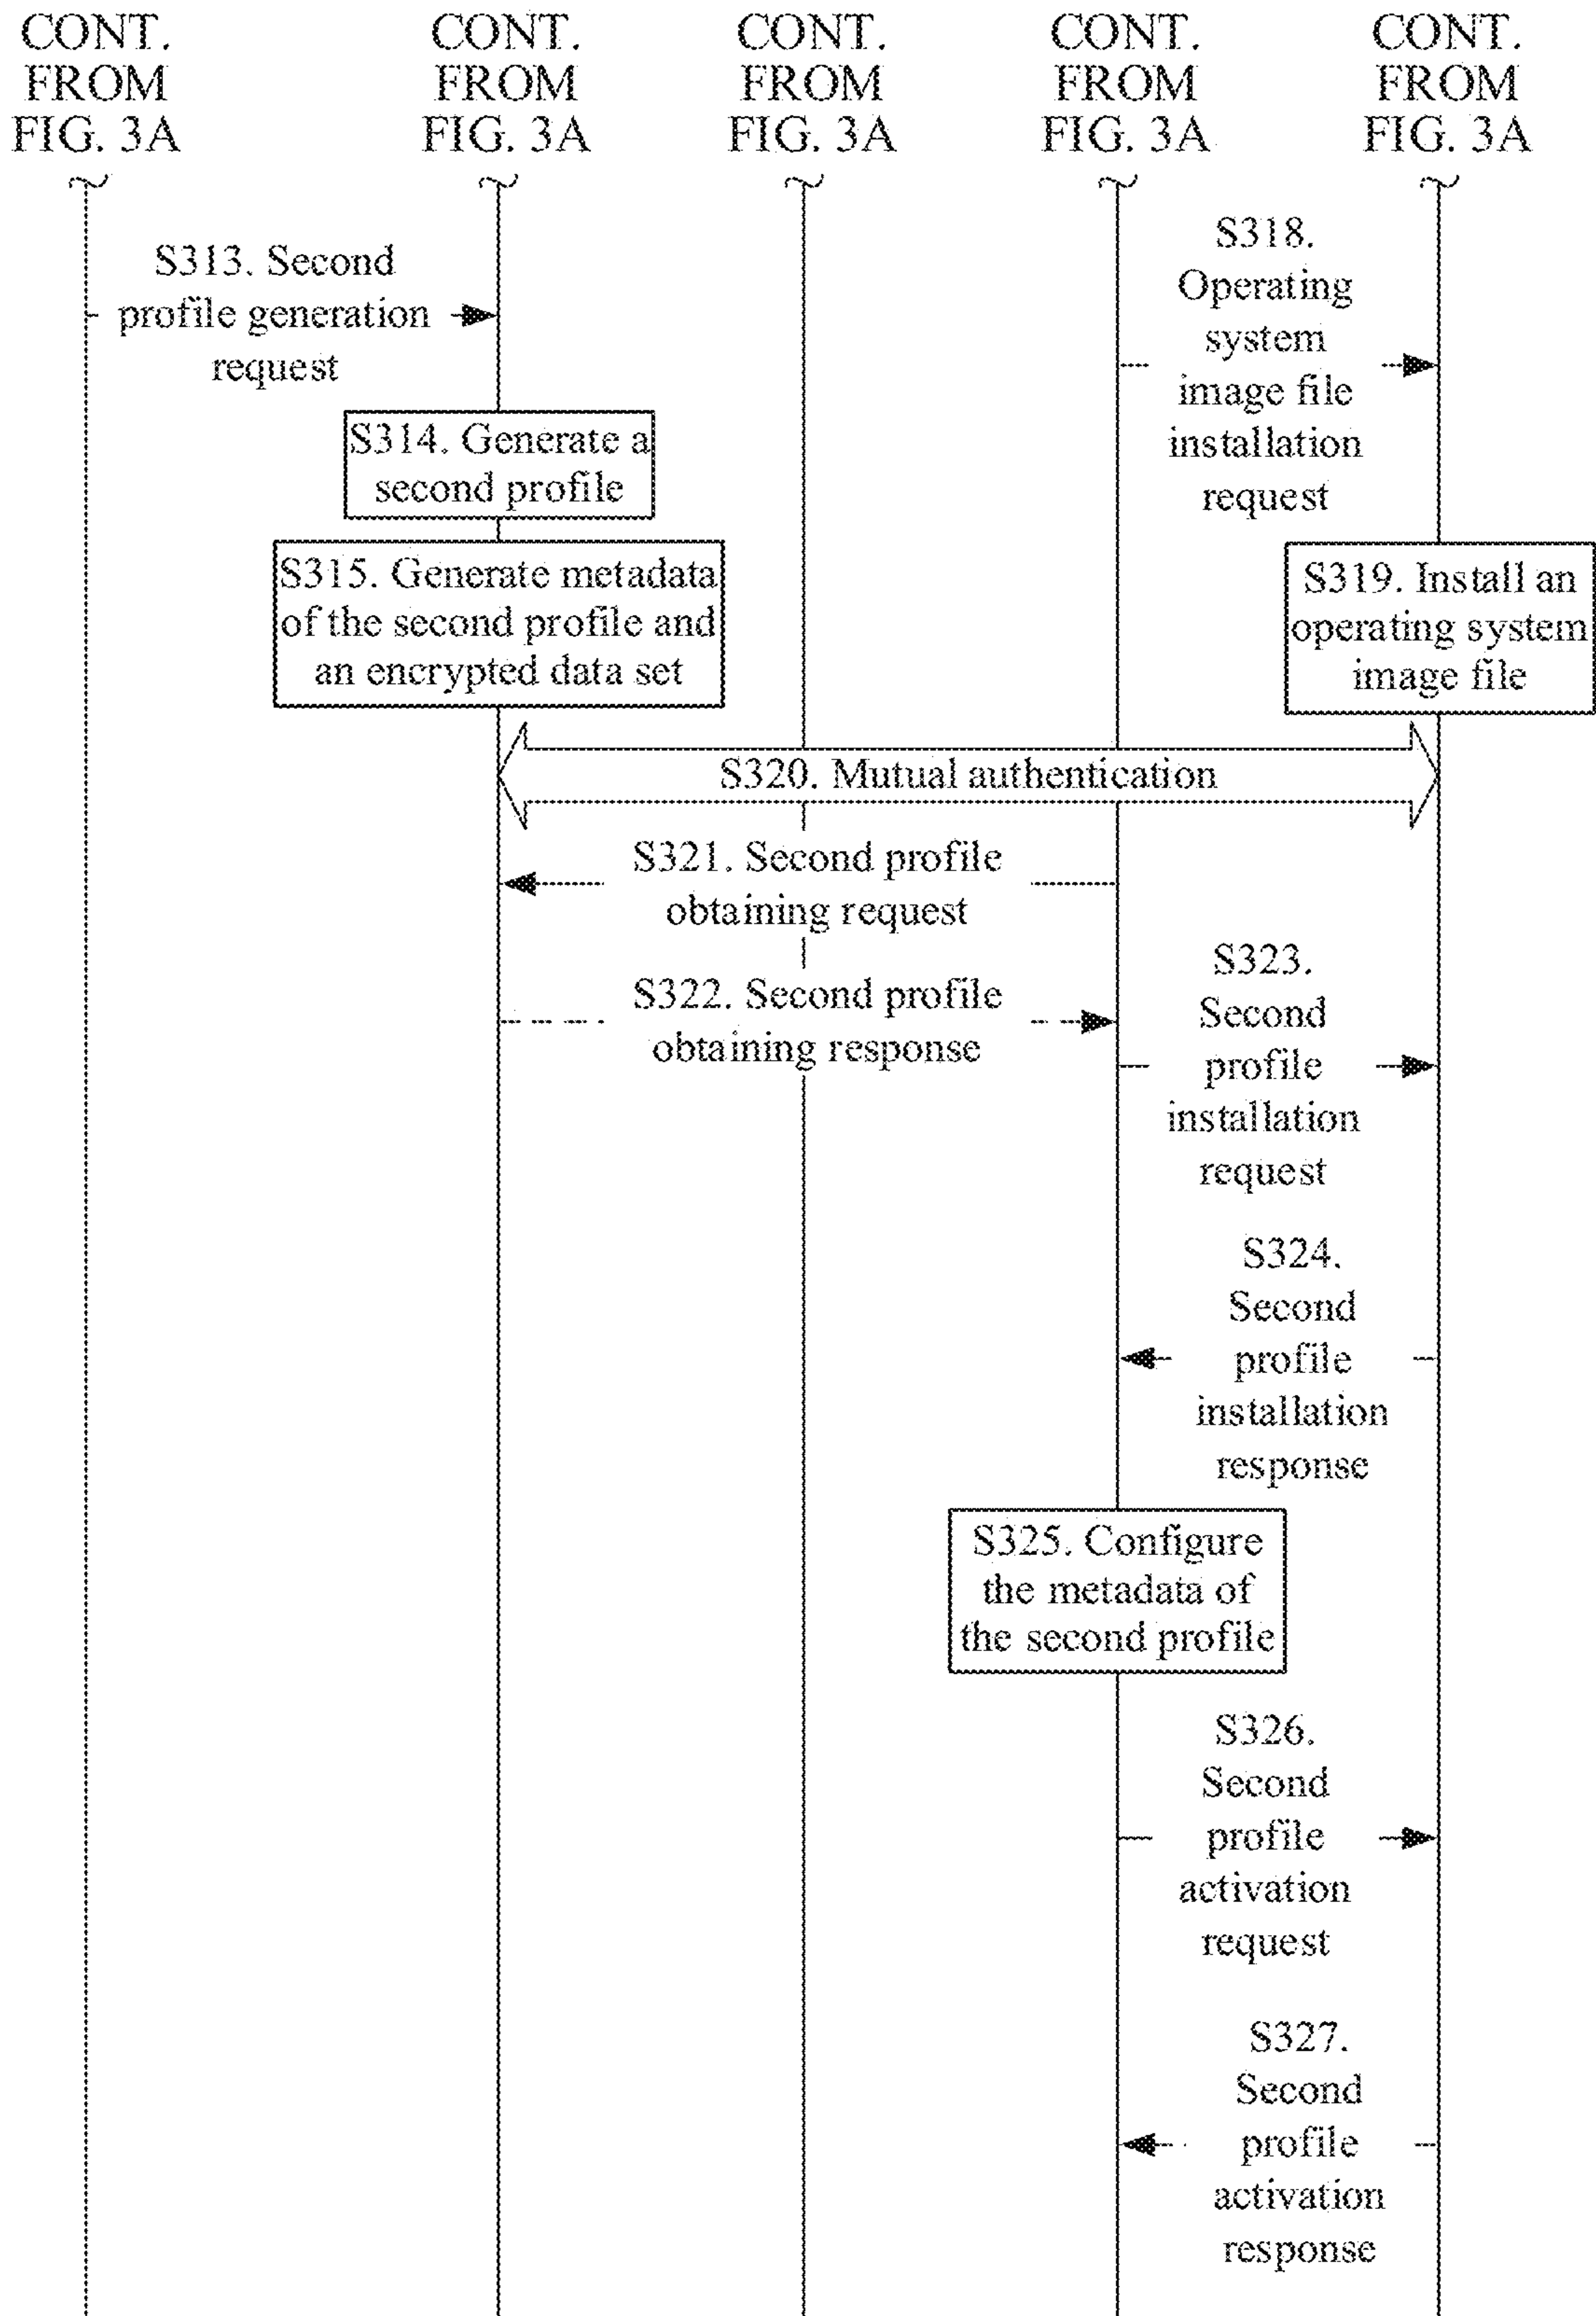 CONT.
FROM
FIG. 3A
CONT.
FROM
FIG. 3A
CONT.
FROM
FIG. 3A
CONT.
FROM
FIG. 3A
CONT.
FROM
FIG. 3A
S313. Second
profile generation
request
S318.
Operating
system
image file
installation
request
S314. Generate a
second profile
S315. Generate metadata
of the second profile and
an encrypted data set
S319. Install an
operating system
image file
S320. Mutual authentication
S321. Second profile
obtaining request
S322. Second profile
obtaining response
S323.
Second
profile
installation
request
S324.
Second
profile
installation
response
S325. Configure
the metadata of
the second profile
S326.
Second
profile
activation
request
S327.
Second
profile
activation
response